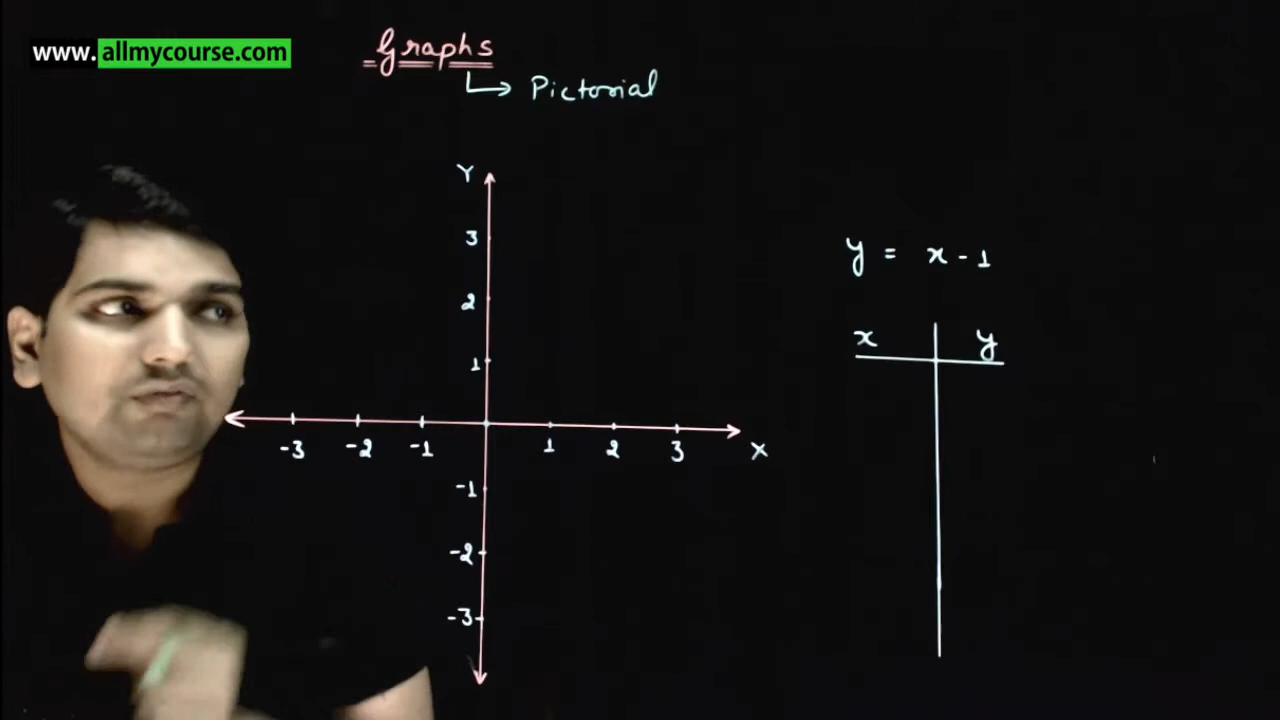 www.allmycourse.com
Graphs
Pictorial
Y
3
2
1
-3 -2 -1 1 2 3 X
-1
-2
-3
y = x - 1
x y